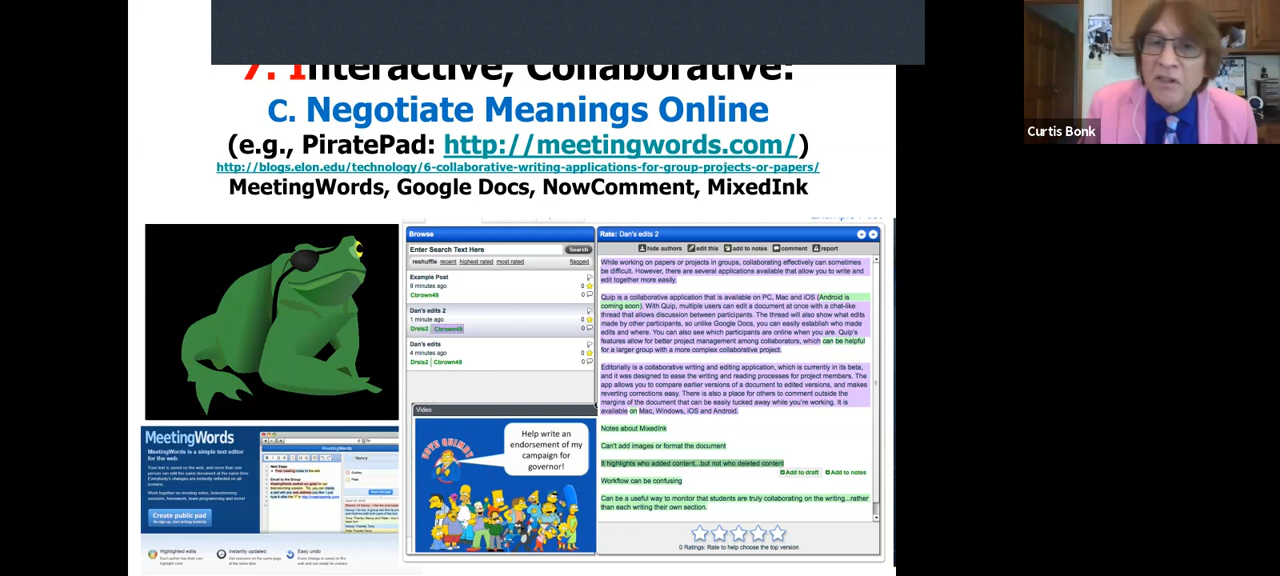 7. Interactive, Collaborative:
C. Negotiate Meanings Online
(e.g., PiratePad: http://meetingwords.com/)
http://blogs.elon.edu/technology/6-collaborative-writing-applications-for-group-projects-or-papers/
MeetingWords, Google Docs, NowComment, MixedInk
Curtis Bonk
Browse
Enter Search Text Here
Search
reshuffle recent highest rated most rated flagged
Example Post
9 minutes ago 0
Cbrown49 0
Dan's edits 2
1 minute ago 0
Dreis2 Cbrown49 0
Dan's edits
4 minutes ago 0
Dreis2 Cbrown49 0
Video
VOTE QUIMBY
Help write an
endorsement of my
campaign for
governor!
Rate: Dan's edits 2
hide authors edit this add to notes comment report
While working on papers or projects in groups, collaborating effectively can sometimes
be difficult. However, there are several applications available that allow you to write and
edit together more easily.
Quip is a collaborative application that is available on PC, Mac and iOS (Android is
coming soon). With Quip, multiple users can edit a document at once with a chat-like
thread that allows discussion between participants. The thread will also show what edits
made by other participants, so unlike Google Docs, you can easily establish who made
edits and where. You can also see which participants are online when you are. Quip's
features allow for better project management among collaborators, which can be helpful
for a larger group with a more complex collaborative project.
Editorially is a collaborative writing and editing application, which is currently in its beta,
and it was designed to ease the writing and reading processes for project members. The
app allows you to compare earlier versions of a document to edited versions, and makes
reverting corrections easy. There is also a place for others to comment outside the
margins of the document that can be easily tucked away while you're working. It is
available on Mac, Windows, iOS and Android.
Notes about MixedInk
Can't add images or format the document
It highlights who added content...but not who deleted content
Add to draft Add to notes
Workflow can be confusing
Can be a useful way to monitor that students are truly collaborating on the writing...rather
than each writing their own section.
0 Ratings: Rate to help choose the top version
MeetingWords
MeetingWords is a simple text editor
for the web.
Create public pad
No sign up, start writing instantly
Highlighted edits
Instantly updated
Easy undo